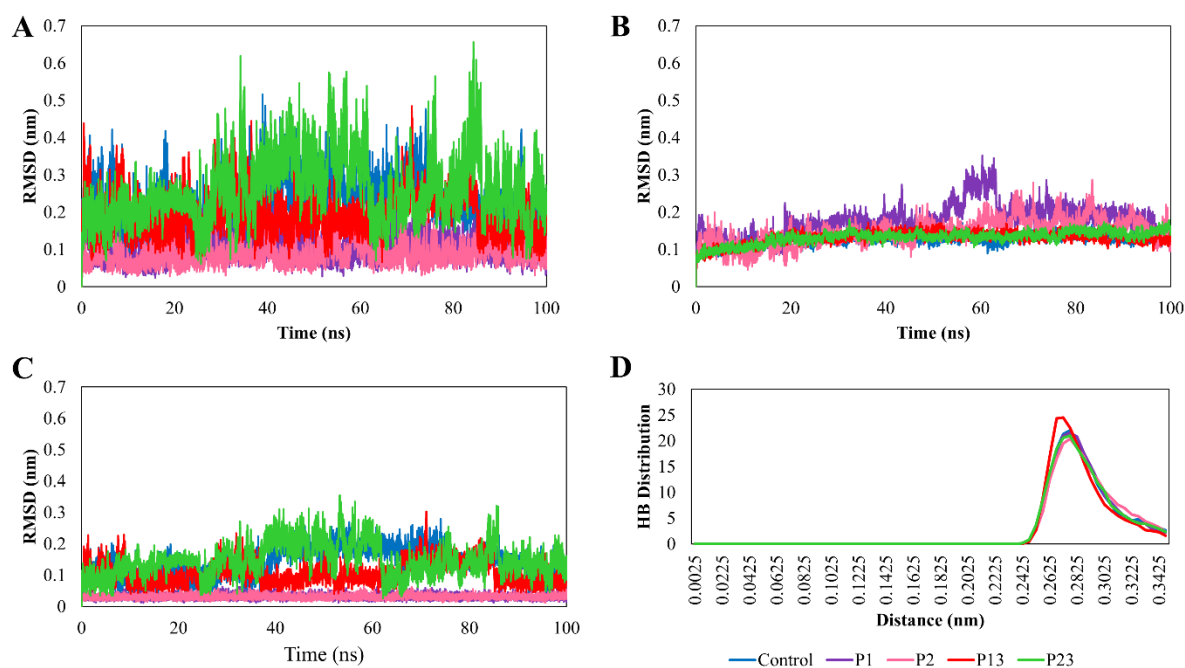 A
RMSD (nm)
0.7
0.6
0.5
0.4
0.3
0.2
0.1
0
0 20 40 60 80 100
Time (ns)
B
RMSD (nm)
0.7
0.6
0.5
0.4
0.3
0.2
0.1
0
0 20 40 60 80 100
Time (ns)
C
RMSD (nm)
0.7
0.6
0.5
0.4
0.3
0.2
0.1
0
0 20 40 60 80 100
Time (ns)
D
HB Distribution
30
25
20
15
10
5
0
0.0025 0.0225 0.0425 0.0625 0.0825 0.1025 0.1225 0.1425 0.1625 0.1825 0.2025 0.2225 0.2425 0.2625 0.2825 0.3025 0.3225 0.3425
Distance (nm)
Control P1 P2 P13 P23